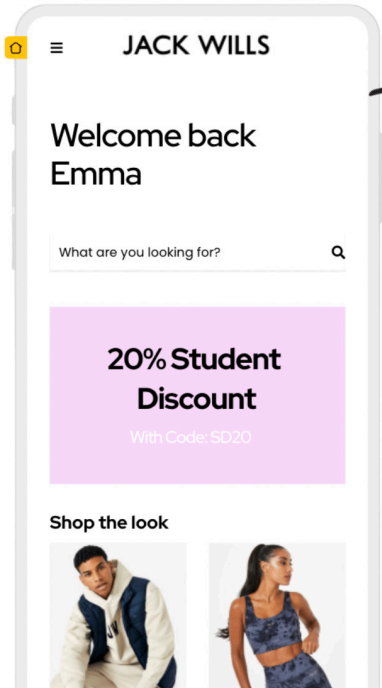 JACK WILLS
Welcome back
Emma
What are you looking for?
20% Student
Discount
With Code: SD20
Shop the look